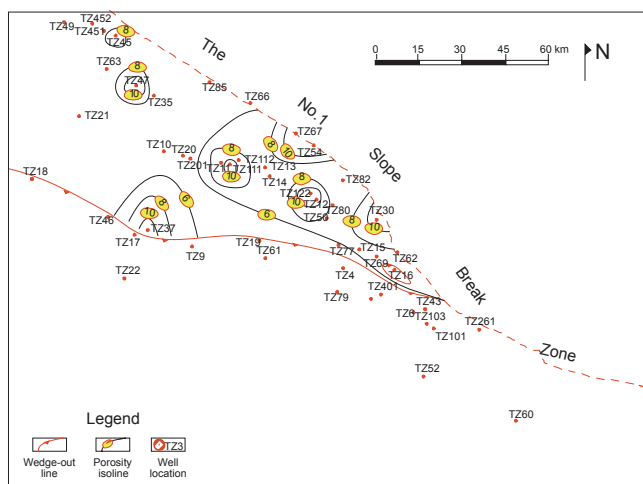 TZ452
TZ49
TZ451
TZ45
8
The
0 15 30 45 60 km
N
TZ63
8
TZ47
10
TZ35
TZ85
TZ66
No.1
TZ21
TZ67
8
10
TZ54
Slope
TZ10
TZ20
TZ201
8
TZ11
TZ111
TZ112
10
TZ13
TZ14
TZ18
8
TZ122
TZ12
10
TZ50
TZ80
TZ82
6
8
10
TZ46
TZ37
TZ17
6
8
TZ30
10
TZ9
TZ19
TZ61
TZ77
TZ15
TZ62
TZ69
TZ16
TZ22
TZ4
TZ79
TZ401
TZ43
TZ6
TZ103
TZ101
TZ261
Break
Zone
TZ52
TZ60
Legend
TZ3
Wedge-out
line
Porosity
isoline
Well
location